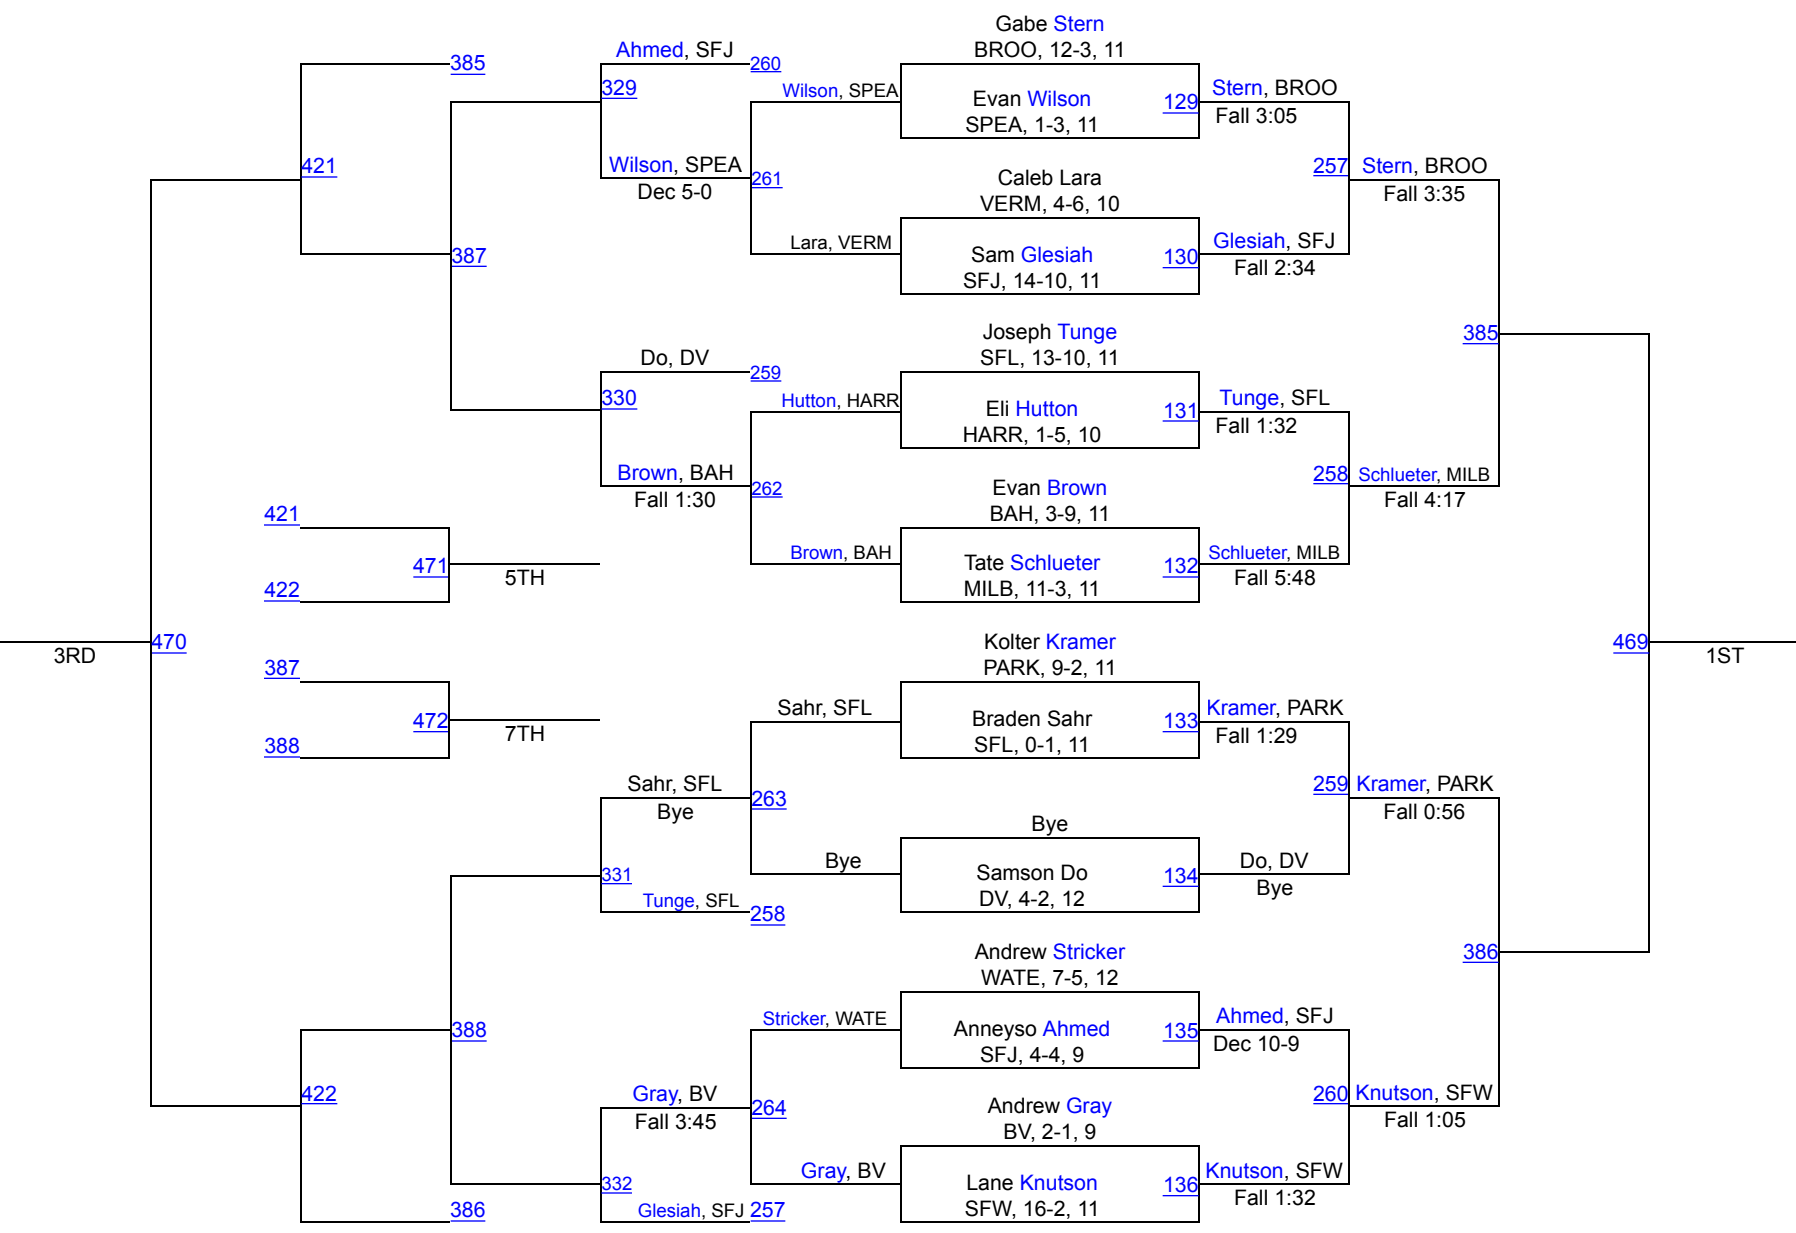 Gabe Stern
BROO, 12-3, 11
Ahmed, SFJ
385
260
329
Wilson, SPEA
Evan Wilson
SPEA, 1-3, 11
129
Stern, BROO
Fall 3:05
421
Wilson, SPEA
Dec 5-0
261
Caleb Lara
VERM, 4-6, 10
257
Stern, BROO
Fall 3:35
387
Lara, VERM
Sam Glesiah
SFJ, 14-10, 11
130
Glesiah, SFJ
Fall 2:34
Joseph Tunge
SFL, 13-10, 11
385
Do, DV
259
330
Hutton, HARR
Eli Hutton
HARR, 1-5, 10
131
Tunge, SFL
Fall 1:32
Brown, BAH
Fall 1:30
262
Evan Brown
BAH, 3-9, 11
258
Schlueter, MILB
Fall 4:17
421
471
5TH
422
Brown, BAH
Tate Schlueter
MILB, 11-3, 11
132
Schlueter, MILB
Fall 5:48
3RD
470
Kolter Kramer
PARK, 9-2, 11
469
1ST
387
472
7TH
388
Sahr, SFL
Braden Sahr
SFL, 0-1, 11
133
Kramer, PARK
Fall 1:29
Sahr, SFL
Bye
263
259
Kramer, PARK
Fall 0:56
Bye
Bye
Samson Do
DV, 4-2, 12
134
Do, DV
Bye
331
Tunge, SFL
258
Andrew Stricker
WATE, 7-5, 12
386
388
Stricker, WATE
Anneyso Ahmed
SFJ, 4-4, 9
135
Ahmed, SFJ
Dec 10-9
422
Gray, BV
Fall 3:45
264
Andrew Gray
BV, 2-1, 9
260
Knutson, SFW
Fall 1:05
Gray, BV
Lane Knutson
SFW, 16-2, 11
136
Knutson, SFW
Fall 1:32
332
386
Glesiah, SFJ
257